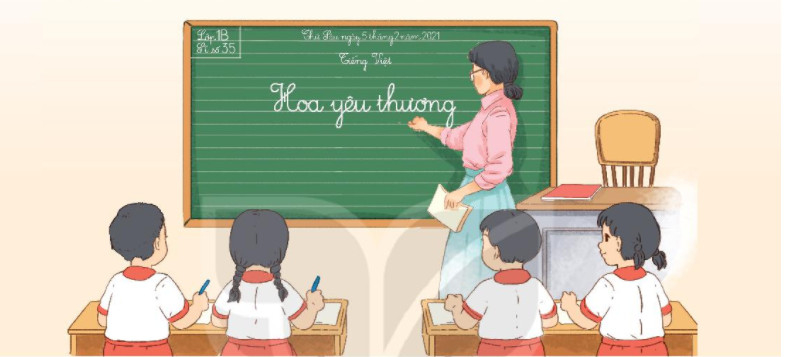 Lớp 1B
Sĩ số 35
Thứ Sáu ngày 5 tháng 2 năm 2021
Tiếng Việt
Hoa yêu thương